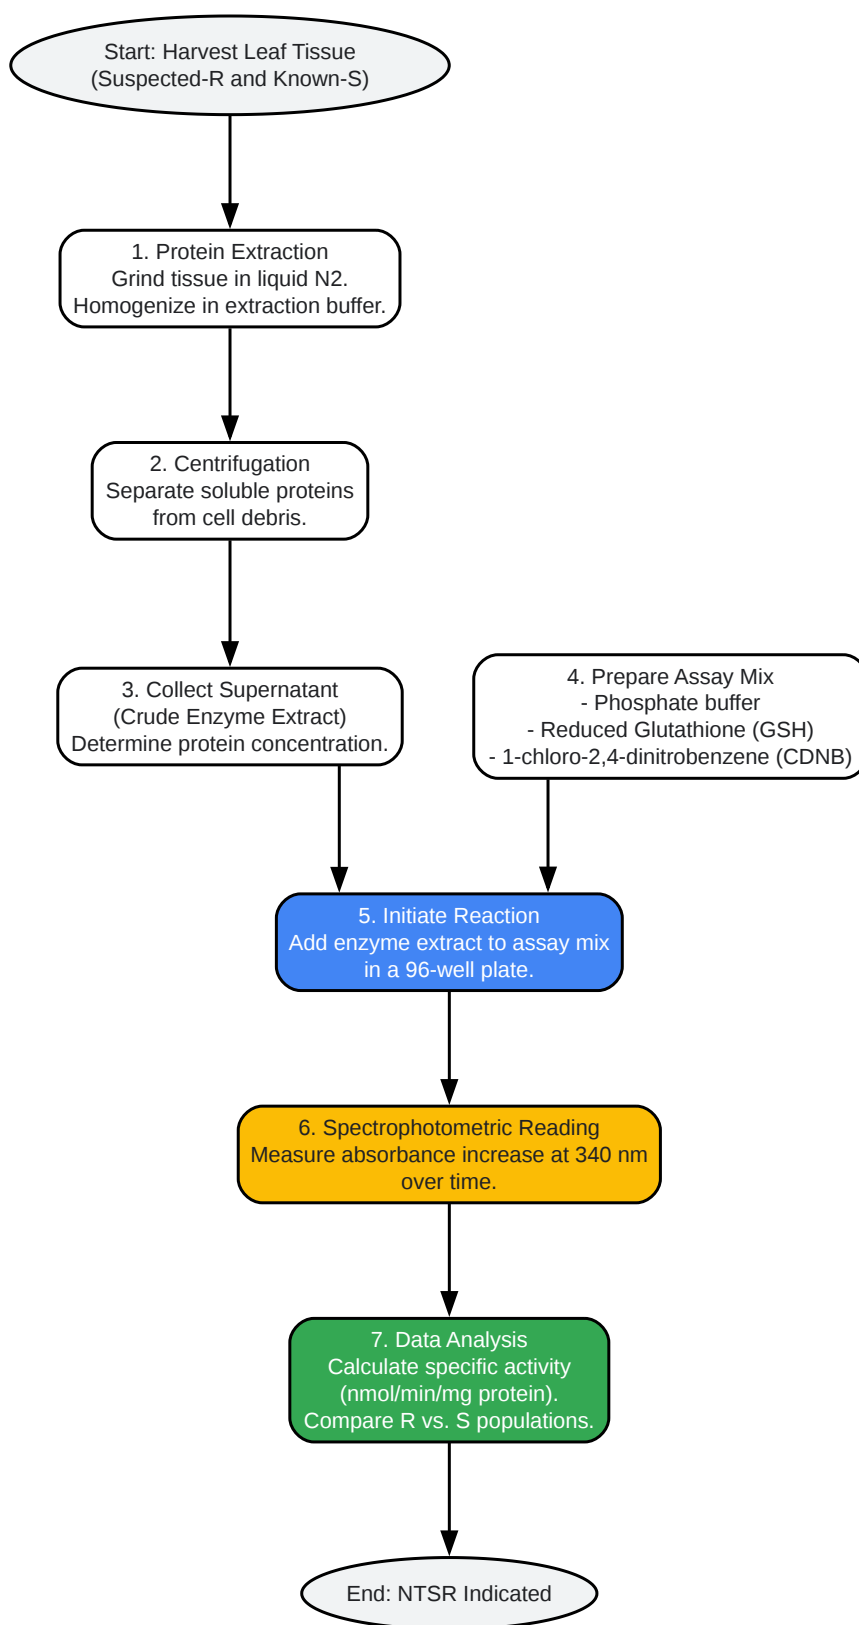 Start: Harvest Leaf Tissue
(Suspected-R and Known-S)
1. Protein Extraction
Grind tissue in liquid N2.
Homogenize in extraction buffer.
2. Centrifugation
Separate soluble proteins
from cell debris.
3. Collect Supernatant
(Crude Enzyme Extract)
Determine protein concentration.
4. Prepare Assay Mix
- Phosphate buffer
- Reduced Glutathione (GSH)
- 1-chloro-2,4-dinitrobenzene (CDNB)
5. Initiate Reaction
Add enzyme extract to assay mix
in a 96-well plate.
6. Spectrophotometric Reading
Measure absorbance increase at 340 nm
over time.
7. Data Analysis
Calculate specific activity
(nmol/min/mg protein).
Compare R vs. S populations.
End: NTSR Indicated